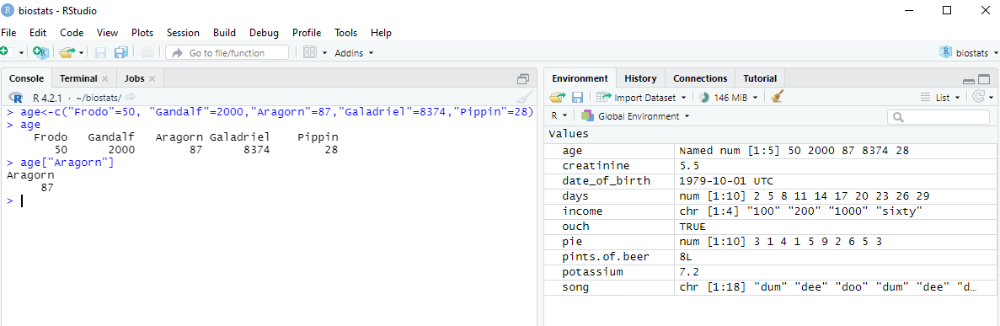 biostats - RStudio
File Edit Code View Plots Session Build Debug Profile Tools Help
Go to file/function Addins biostats
Console Terminal Jobs
R 4.2.1 · ~/biostats/
> age<-c("Frodo"=50, "Gandalf"=2000,"Aragorn"=87,"Galadriel"=8374,"Pippin"=28)
> age
Frodo Gandalf Aragorn Galadriel Pippin
50 2000 87 8374 28
> age["Aragorn"]
Aragorn
87
>
Environment History Connections Tutorial
Import Dataset 146 MiB List
R Global Environment
Values
age Named num [1:5] 50 2000 87 8374 28
creatinine 5.5
date_of_birth 1979-10-01 UTC
days num [1:10] 2 5 8 11 14 17 20 23 26 29
income chr [1:4] "100" "200" "1000" "sixty"
ouch TRUE
pie num [1:10] 3 1 4 1 5 9 2 6 5 3
pints.of.beer 8L
potassium 7.2
song chr [1:18] "dum" "dee" "doo" "dum" "dee" "d…